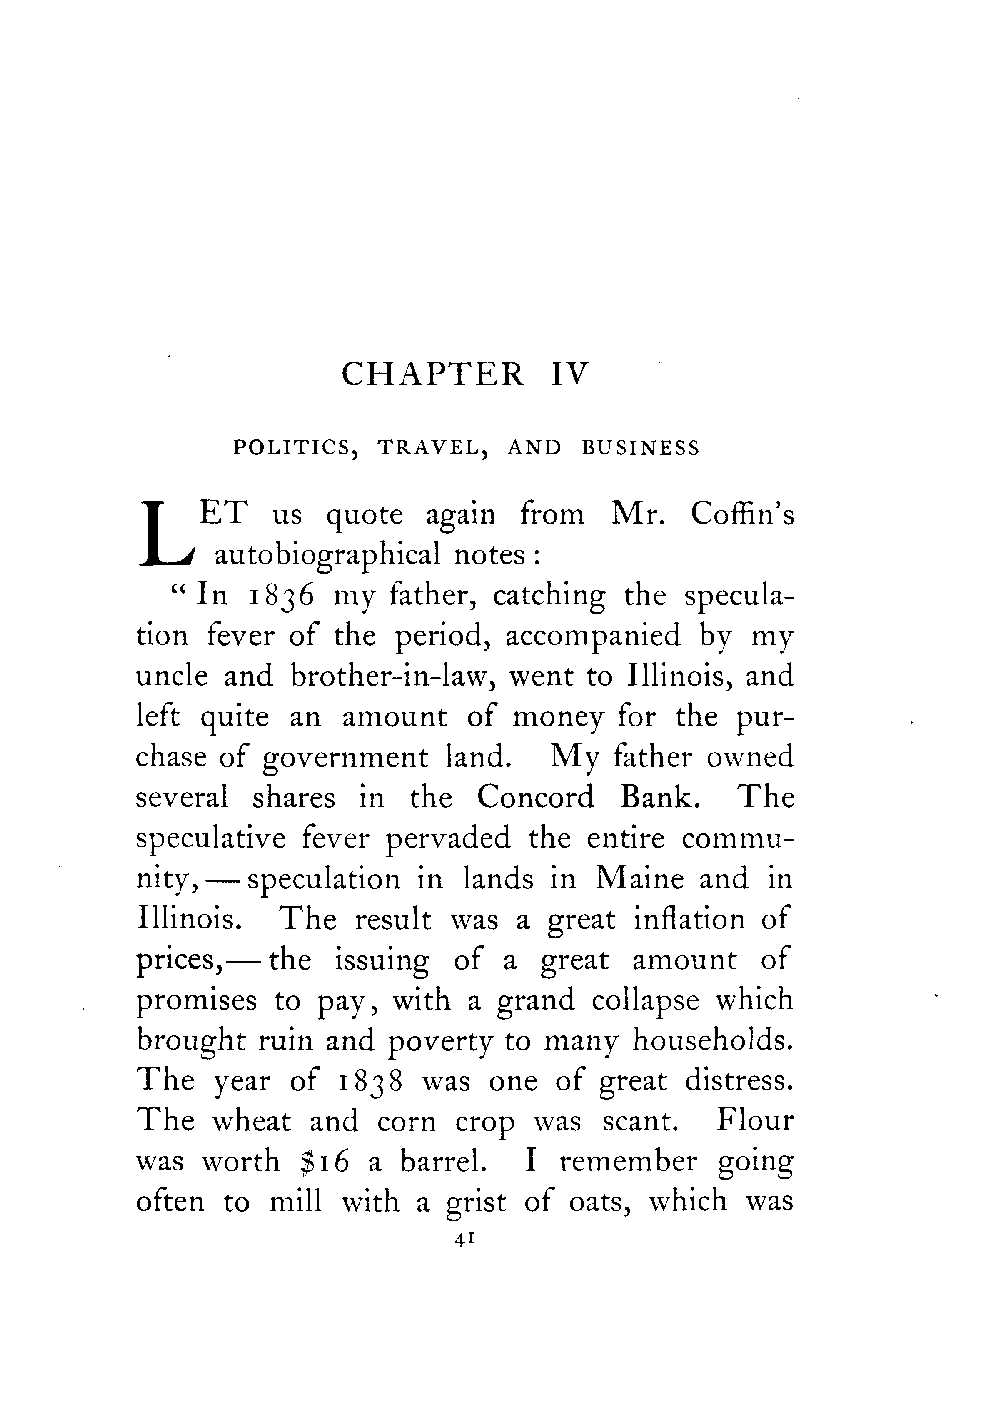 CHAPTER IV
POLITICS, TRAVEL, AND BUSINESS
LET us quote again from Mr. Coffin's
autobiographical notes:
"In 1836 my father, catching the specula-
tion fever of the period, accompanied by my
uncle and brother-in-law, went to Illinois, and
left quite an amount of money for the pur-
chase of government land. My father owned
several shares in the Concord Bank. The
speculative fever pervaded the entire commu-
nity,—speculation in lands in Maine and in
Illinois. The result was a great inflation of
prices,—the issuing of a great amount of
promises to pay, with a grand collapse which
brought ruin and poverty to many households.
The year of 1838 was one of great distress.
The wheat and corn crop was scant. Flour
was worth $16 a barrel. I remember going
often to mill with a grist of oats, which was
41